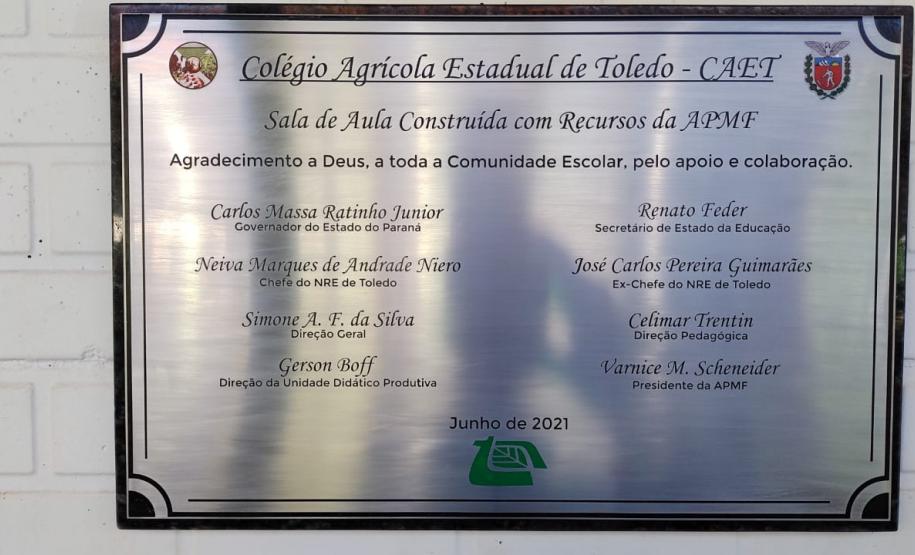 Colégio Agrícola Estadual de Toledo - CAET
Sala de Aula Construída com Recursos da APMF
Agradecimento a Deus, a toda a Comunidade Escolar, pelo apoio e colaboração.
Carlos Massa Ratinho Junior
Governador do Estado do Paraná
Renato Feder
Secretário de Estado da Educação
Neiva Marques de Andrade Niero
Chefe do NRE de Toledo
José Carlos Pereira Guimarães
Ex-Chefe do NRE de Toledo
Simone A. F. da Silva
Direção Geral
Celimar Trentin
Direção Pedagógica
Gerson Boff
Direção da Unidade Didático Produtiva
Varnice M. Scheneider
Presidente da APMF
Junho de 2021